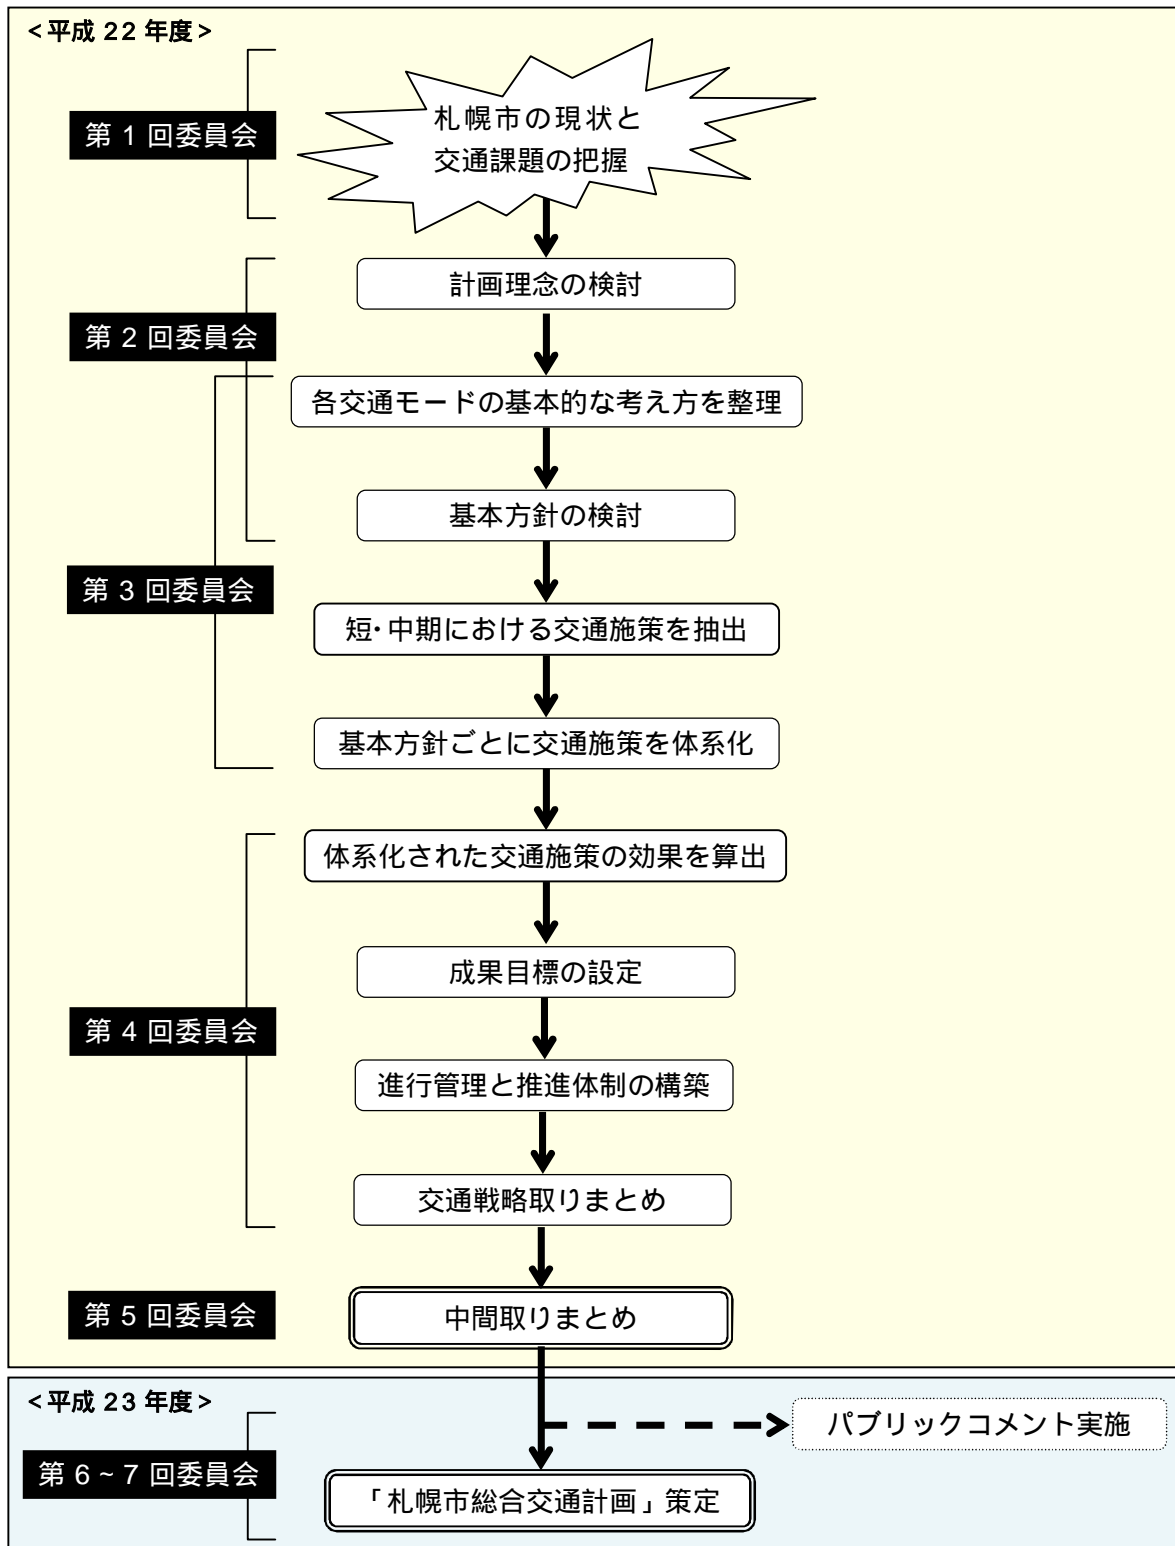 ＜平成 22 年度＞
第 1 回委員会
札幌市の現状と
交通課題の把握
計画理念の検討
第 2 回委員会
各交通モードの基本的な考え方を整理
基本方針の検討
第 3 回委員会
短・中期における交通施策を抽出
基本方針ごとに交通施策を体系化
体系化された交通施策の効果を算出
成果目標の設定
第 4 回委員会
進行管理と推進体制の構築
交通戦略取りまとめ
第 5 回委員会
中間取りまとめ
＜平成 23 年度＞
パブリックコメント実施
第 6 ~ 7 回委員会
「札幌市総合交通計画」策定